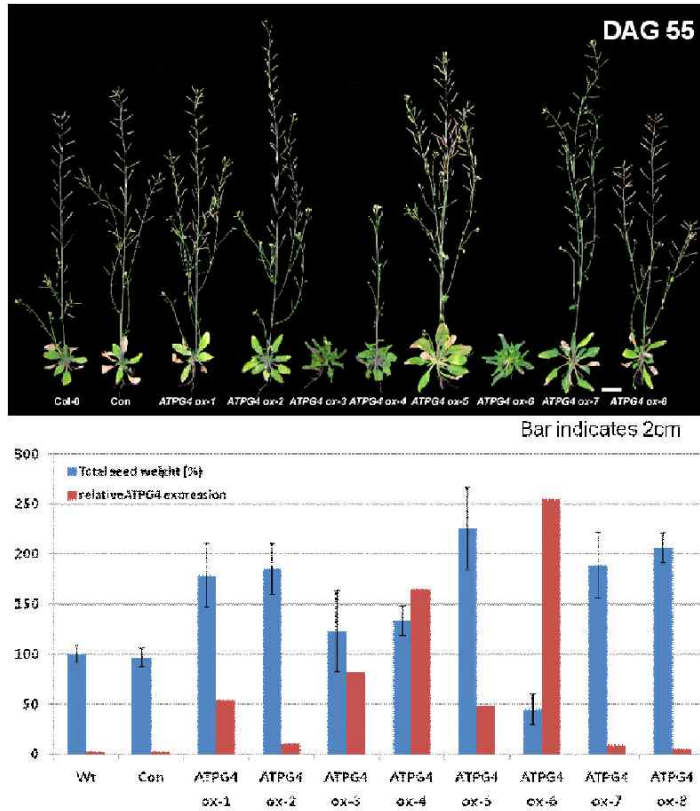 DAG 55
Col-0 Con ATPG4 ox-1 ATPG4 ox-2 ATPG4 ox-3 ATPG4 ox-4 ATPG4 ox-5 ATPG4 ox-6 ATPG4 ox-7 ATPG4 ox-8
Bar indicates 2cm
300
250
200
150
100
50
0
Total seed weight (%)
relative ATPG4 expression
Wt Con ATPG4 ATPG4 ATPG4 ATPG4 ATPG4 ATPG4 ATPG4 ATPG4
ox-1 ox-2 ox-3 ox-4 ox-5 ox-6 ox-7 ox-8